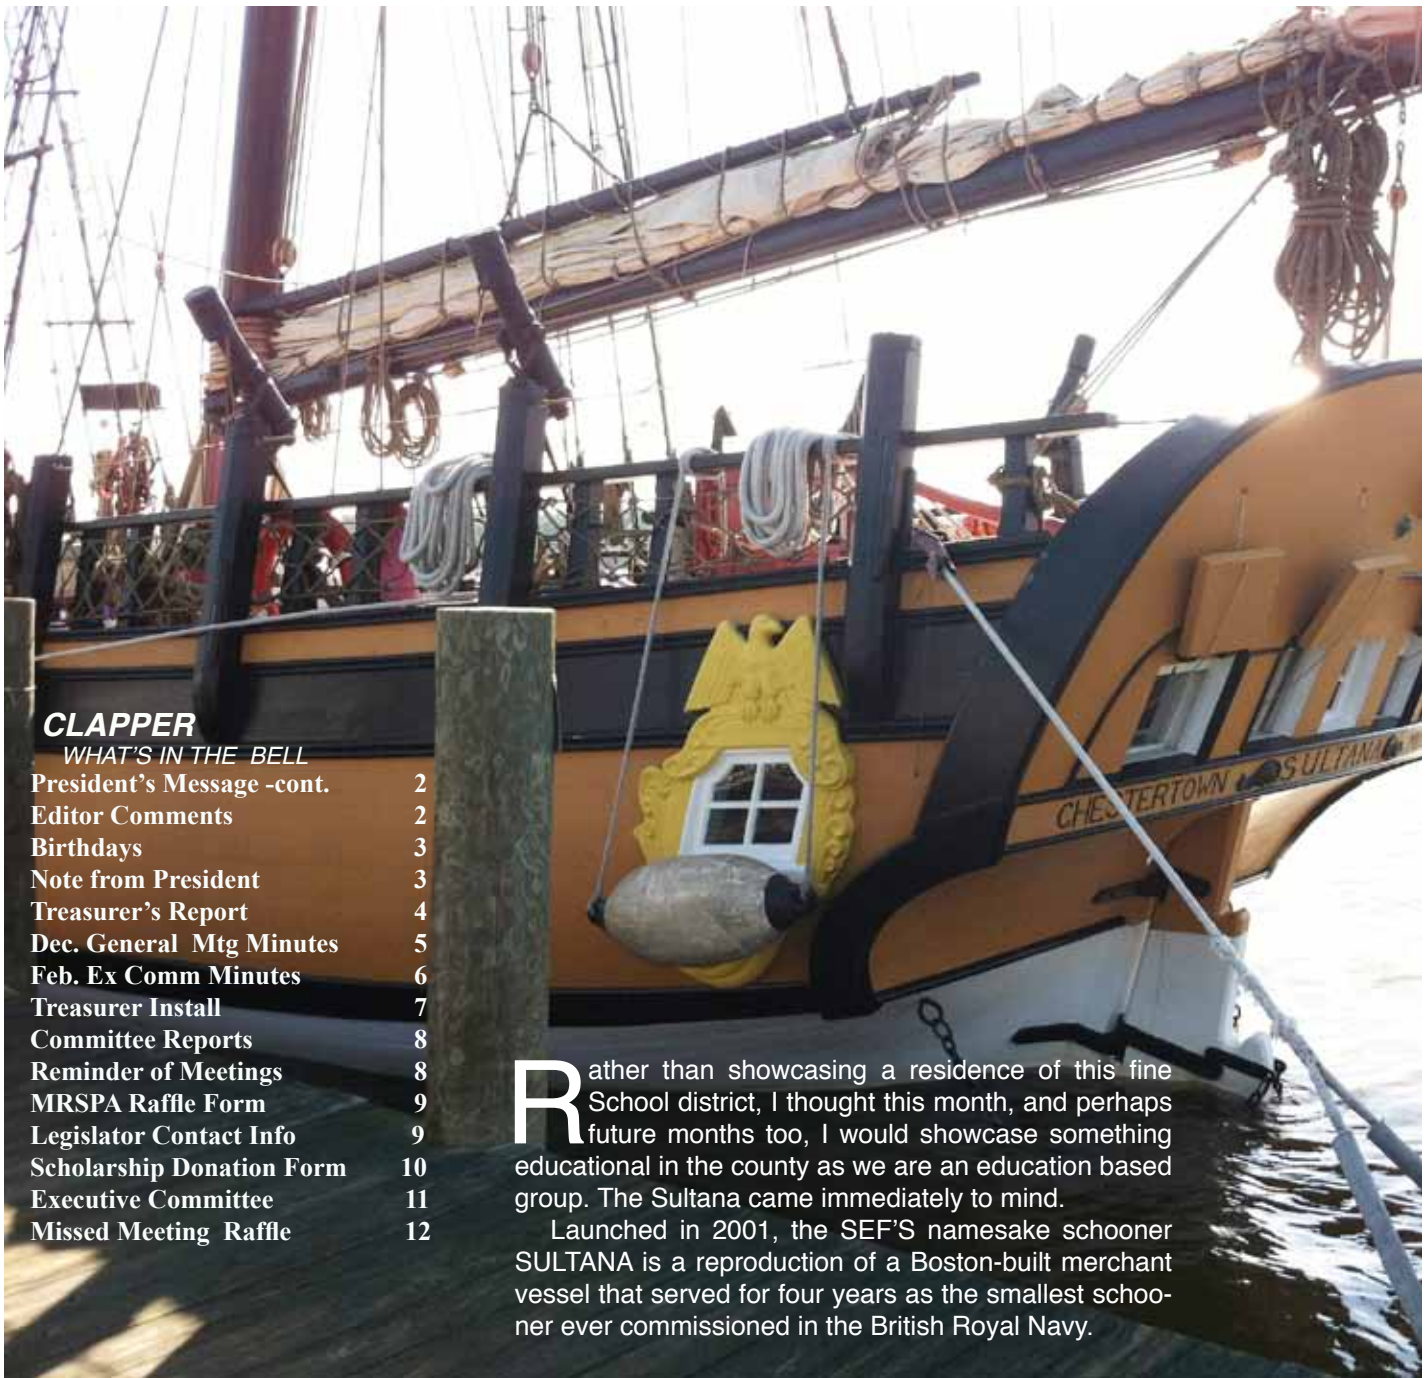 CLAPPER
WHAT'S IN THE BELL
President's Message -cont. 2
Editor Comments 2
Birthdays 3
Note from President 3
Treasurer's Report 4
Dec. General Mtg Minutes 5
Feb. Ex Comm Minutes 6
Treasurer Install 7
Committee Reports 8
Reminder of Meetings 8
MRSPA Raffle Form 9
Legislator Contact Info 9
Scholarship Donation Form 10
Executive Committee 11
Missed Meeting Raffle 12
CHESTERTOWN SULTANA
Rather than showcasing a residence of this fine
School district, I thought this month, and perhaps
future months too, I would showcase something
educational in the county as we are an education based
group. The Sultana came immediately to mind.
Launched in 2001, the SEF'S namesake schooner
SULTANA is a reproduction of a Boston-built merchant
vessel that served for four years as the smallest schoo-
ner ever commissioned in the British Royal Navy.